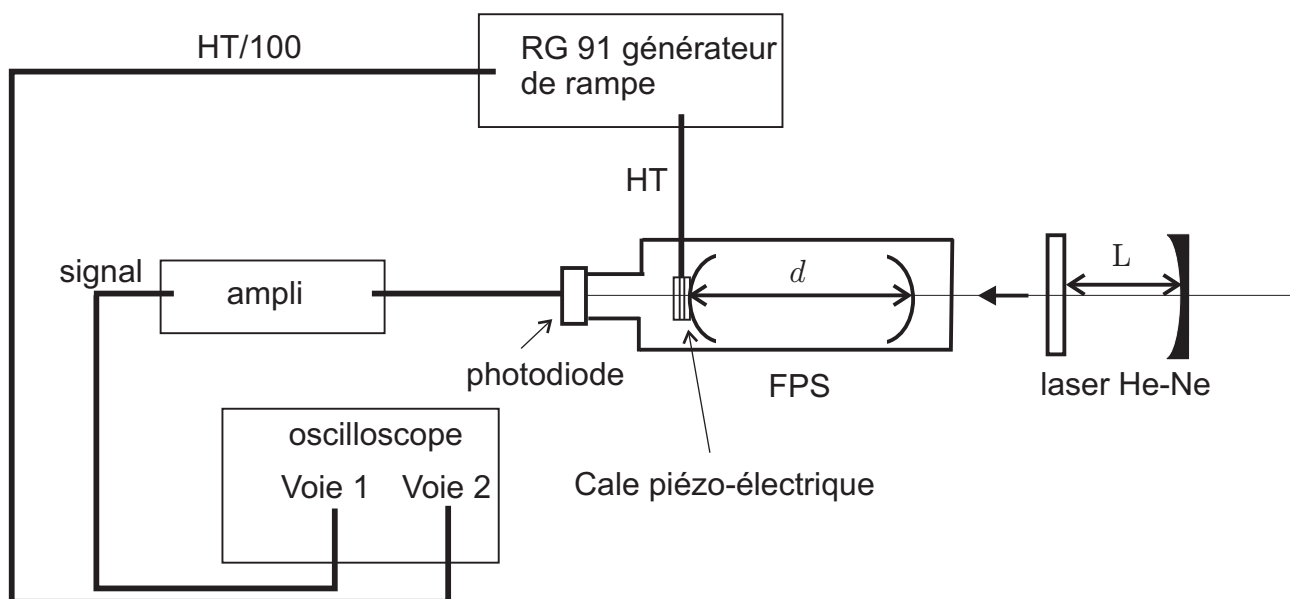 HT/100
RG 91 générateur
de rampe
HT
signal
ampli
d
L
photodiode
FPS
laser He-Ne
oscilloscope
Voie 1
Voie 2
Cale piézo-électrique